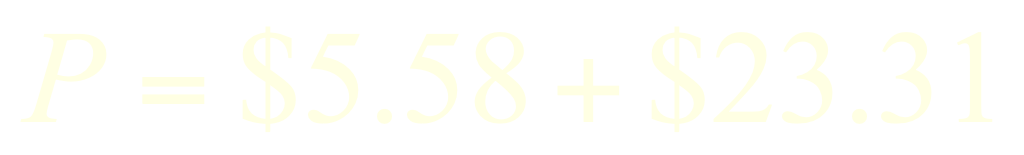 P = $5.58 + $23.31